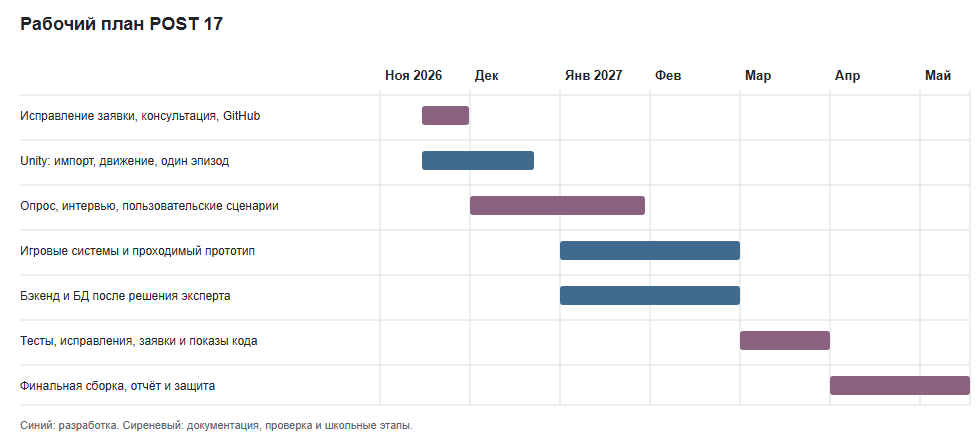 Рабочий план POST 17
Ноя 2026 Дек Янв 2027 Фев Мар Апр Май
Исправление заявки, консультация, GitHub
Unity: импорт, движение, один эпизод
Опрос, интервью, пользовательские сценарии
Игровые системы и проходимый прототип
Бэкенд и БД после решения эксперта
Тесты, исправления, заявки и показы кода
Финальная сборка, отчёт и защита
Синий: разработка. Сиреневый: документация, проверка и школьные этапы.